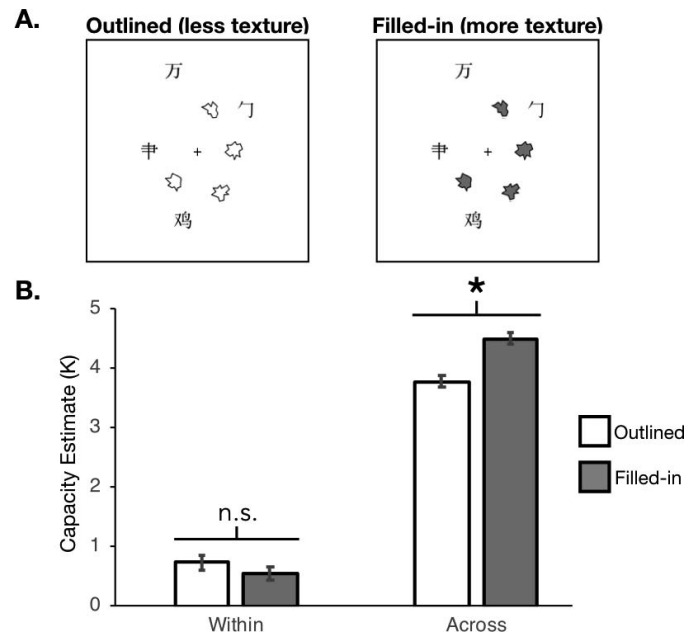 A.
Outlined (less texture)
Filled-in (more texture)
万
勹
丰
鸡
万
勹
丰
鸡
B.
Capacity Estimate (K)
5
4
3
2
1
0
n.s.
*
Within
Across
Outlined
Filled-in